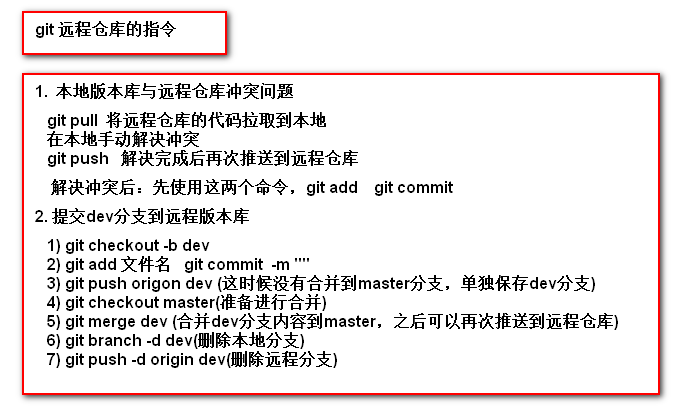 git 远程仓库的指令
1. 本地版本库与远程仓库冲突问题
git pull 将远程仓库的代码拉取到本地
在本地手动解决冲突
git push 解决完成后再次推送到远程仓库
解决冲突后：先使用这两个命令，git add git commit
2. 提交dev分支到远程版本库
1) git checkout -b dev
2) git add 文件名 git commit -m ""
3) git push origon dev (这时候没有合并到master分支，单独保存dev分支)
4) git checkout master(准备进行合并)
5) git merge dev (合并dev分支内容到master，之后可以再次推送到远程仓库)
6) git branch -d dev(删除本地分支)
7) git push -d origin dev(删除远程分支)